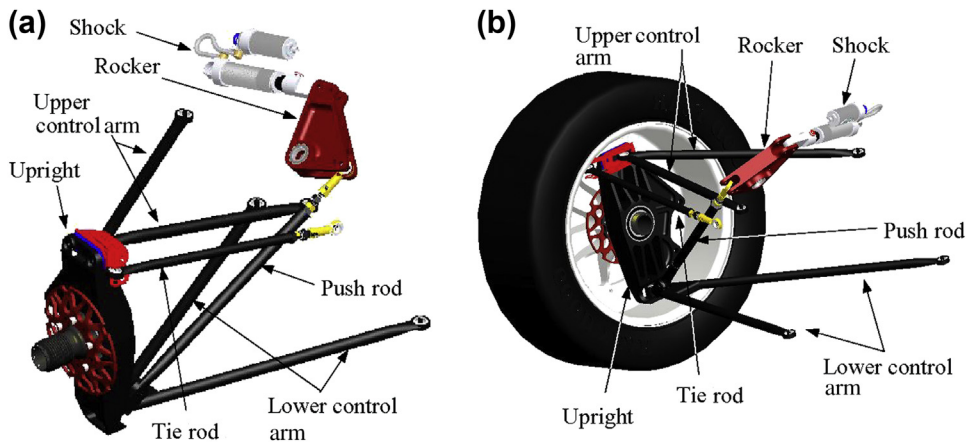 (a)
Shock
Rocker
Upper
control arm
Upright
Push rod
Lower control
arm
Tie rod
(b)
Upper control
arm
Rocker
Shock
Push rod
Lower control
arm
Tie rod
Upright